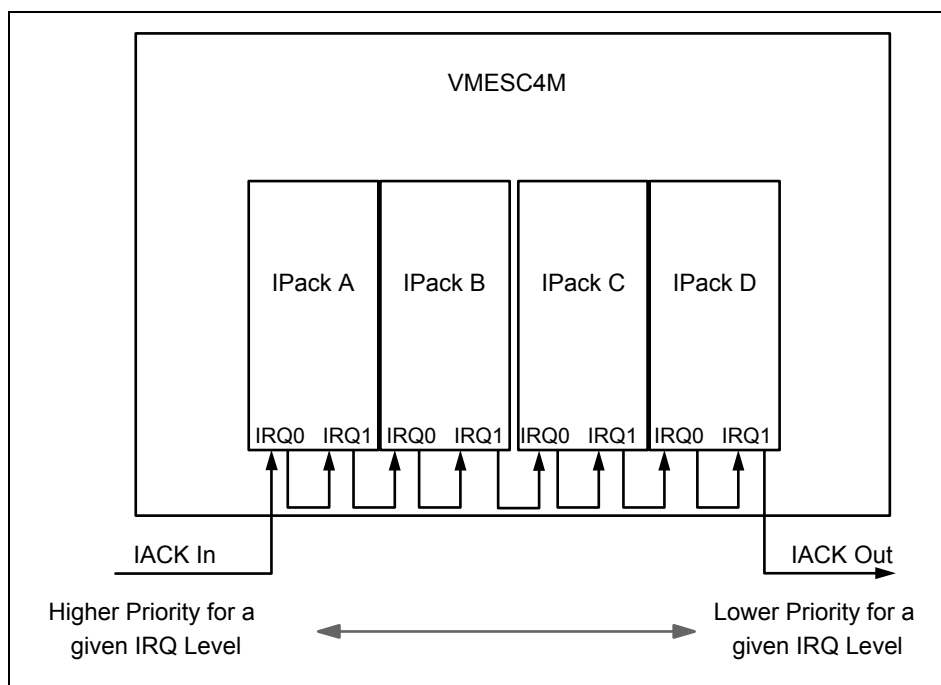 VMESC4M
IPack A
IPack B
IPack C
IPack D
IRQ0 IRQ1 IRQ0 IRQ1 IRQ0 IRQ1 IRQ0 IRQ1
IACK In
IACK Out
Higher Priority for a
given IRQ Level
Lower Priority for a
given IRQ Level